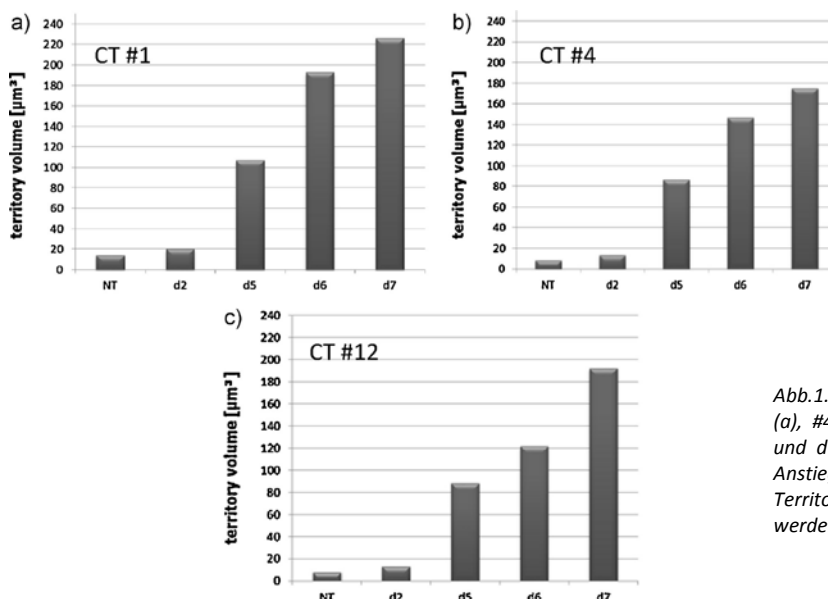 a)
CT #1
territory volume [µm³]
240
220
200
180
160
140
120
100
80
60
40
20
0
NT d2 d5 d6 d7
b)
CT #4
territory volume [µm³]
240
220
200
180
160
140
120
100
80
60
40
20
0
NT d2 d5 d6 d7
c)
CT #12
territory volume [µm³]
240
220
200
180
160
140
120
100
80
60
40
20
0
NT d2 d5 d6 d7
Abb.1.
(a), #4
und d
Anstie
Territo
werde